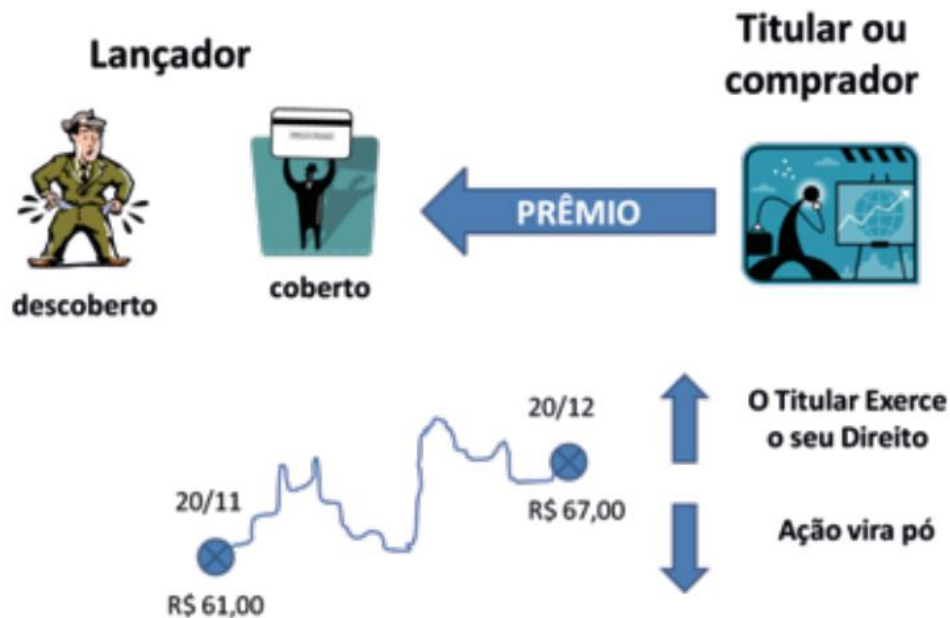 Lançador
Titular ou
comprador
PRÊMIO
descoberto
coberto
20/11
R$ 61,00
20/12
R$ 67,00
O Titular Exerce
o seu Direito
Ação vira pó